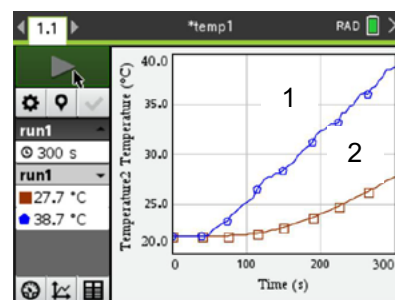 1.1
*temp1
RAD
run1
300 s
run1
27.7 °C
38.7 °C
Temperature2 Temperature (°C)
40.0
35.0
30.0
25.0
20.0
0
100
200
300
Time (s)
1
2